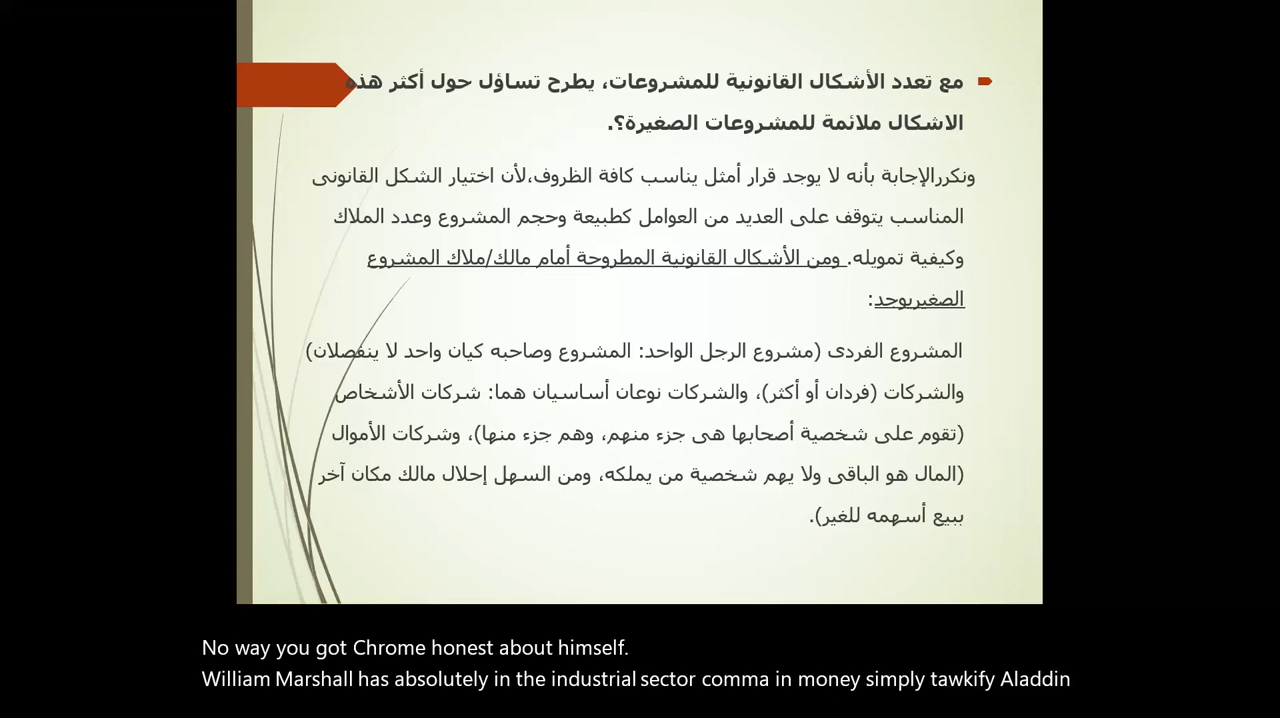 مع تعدد الأشكال القانونية للمشروعات، يطرح تساؤل حول أكثر هذه
الاشكال ملائمة للمشروعات الصغيرة؟.
ونكررالإجابة بأنه لا يوجد قرار أمثل يناسب كافة الظروف،لأن اختيار الشكل القانونى
المناسب يتوقف على العديد من العوامل كطبيعة وحجم المشروع وعدد الملاك
وكيفية تمويله. ومن الأشكال القانونية المطروحة أمام مالك/ملاك المشروع
الصغيريوجد:
المشروع الفردى (مشروع الرجل الواحد: المشروع وصاحبه كيان واحد لا ينفصلان)
والشركات (فردان أو أكثر)، والشركات نوعان أساسيان هما: شركات الأشخاص
(تقوم على شخصية أصحابها هى جزء منهم، وهم جزء منها)، وشركات الأموال
(المال هو الباقى ولا يهم شخصية من يملكه، ومن السهل إحلال مالك مكان آخر
ببيع أسهمه للغير).
No way you got Chrome honest about himself.
William Marshall has absolutely in the industrial sector comma in money simply tawkify Aladdin